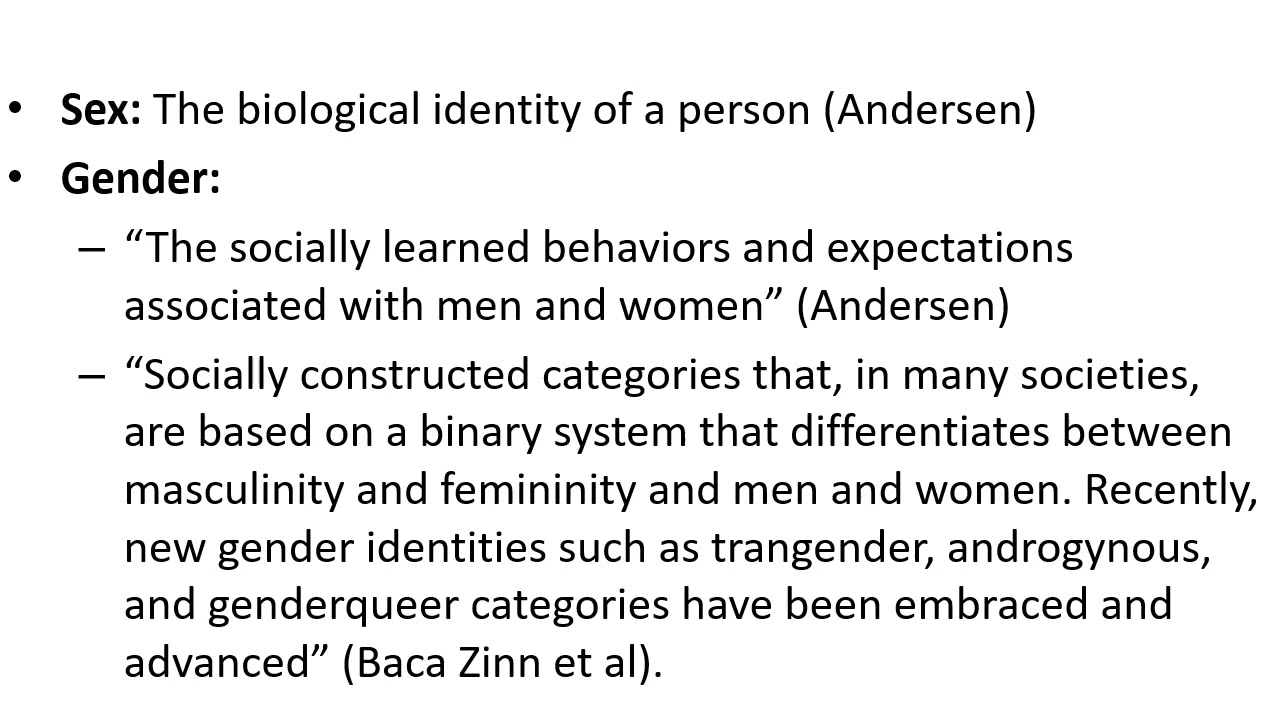 • Sex: The biological identity of a person (Andersen)
• Gender:
– “The socially learned behaviors and expectations
associated with men and women” (Andersen)
– “Socially constructed categories that, in many societies,
are based on a binary system that differentiates between
masculinity and femininity and men and women. Recently,
new gender identities such as trangender, androgynous,
and genderqueer categories have been embraced and
advanced” (Baca Zinn et al).